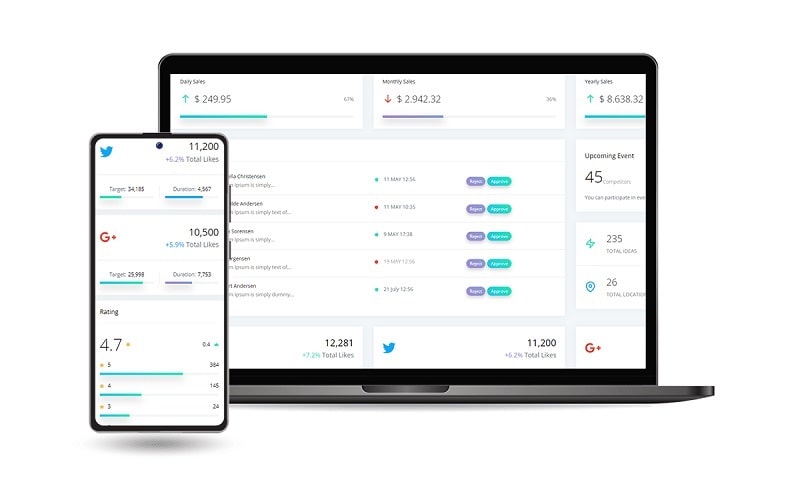 Daily Sales
$ 249.95
67%
Monthly Sales
$ 2.942.32
36%
Yearly Sales
$ 8.638.32
Christensen
Ipsum is simply...
11 MAY 12:56
Reject
Approve
Andersen
Ipsum is simply text of...
11 MAY 10:35
Reject
Approve
Sorensen
Ipsum is simply...
9 MAY 17:38
Reject
Approve
Ipsum is simply text of...
19 MAY 12:56
Reject
Approve
Andersen
Ipsum is simply dummy...
21 July 12:56
Reject
Approve
Upcoming Event
45 Competitors
You can participate in eve
235
TOTAL IDEAS
26
TOTAL LOCATION
12,281
+7.2% Total Likes
11,200
+6.2% Total Likes
G+
11,200
+6.2% Total Likes
Target: 34,185
Duration: 4,567
G+
10,500
+5.9% Total Likes
Target: 25,998
Duration: 7,753
Rating
4.7
0.4
5
384
4
145
3
24